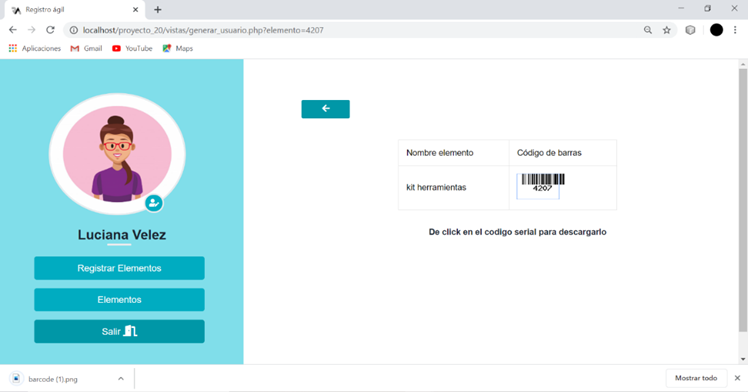 Registro ágil
localhost/proyecto_20/vistas/generar_usuario.php?elemento=4207
Aplicaciones Gmail YouTube Maps
Luciana Velez
Registrar Elementos
Elementos
Salir
Nombre elemento Código de barras
kit herramientas 4207
De click en el codigo serial para descargarlo
barcode (1).png
Mostrar todo